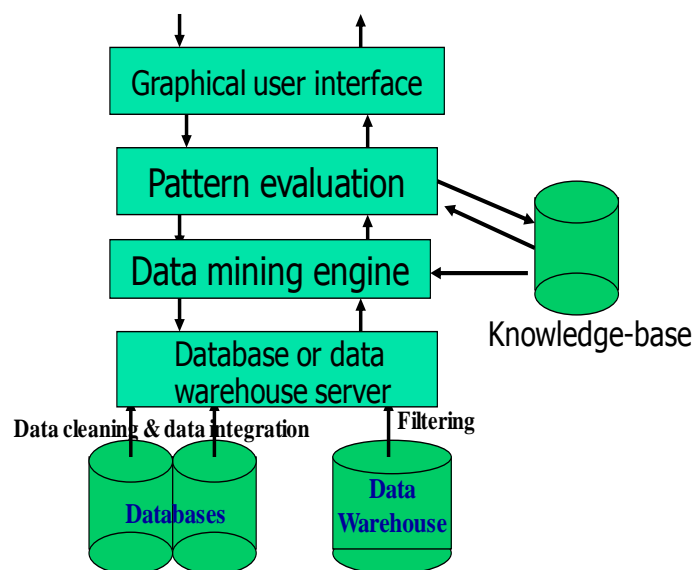 Graphical user interface
Pattern evaluation
Data mining engine
Knowledge-base
Database or data
warehouse server
Data cleaning & data integration
Filtering
Databases
Data
Warehouse